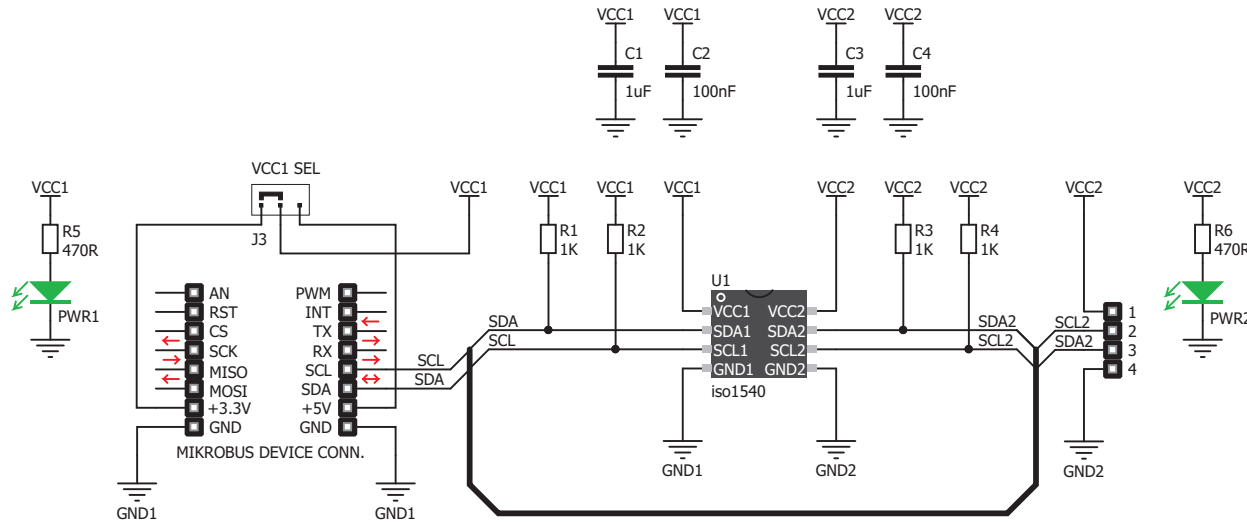 VCC1 VCC1 VCC2 VCC2
C1 C2 C3 C4
1uF 100nF 1uF 100nF
VCC1 SEL
VCC1 VCC1 VCC1 VCC1 VCC1 VCC2 VCC2 VCC2 VCC2 VCC2
R5 R1 R2 R3 R4 R6
470R 1K 1K 1K 1K 470R
J3
PWR1
U1
PWR2
AN PWM
RST INT
CS TX
SCK RX
MISO SCL
MOSI SDA
+3.3V +5V
GND GND
SCL SDA
SDA SCL
VCC1 VCC2
SDA1 SDA2
SCL1 SCL2
GND1 GND2
iso1540
SDA2 SCL2
SCL2 SDA2
1
2
3
4
MIKROBUS DEVICE CONN.
GND1 GND2 GND2
GND1 GND1